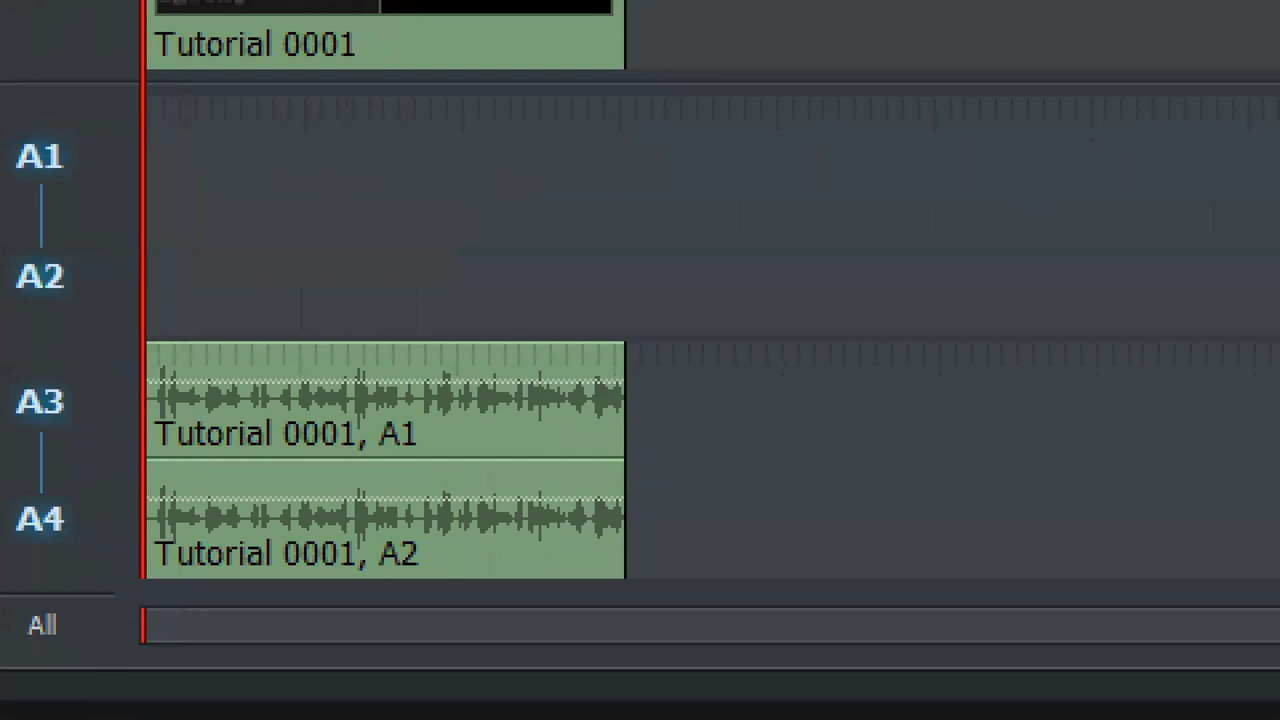 Tutorial 0001
A1
A2
A3
Tutorial 0001, A1
A4
Tutorial 0001, A2
All